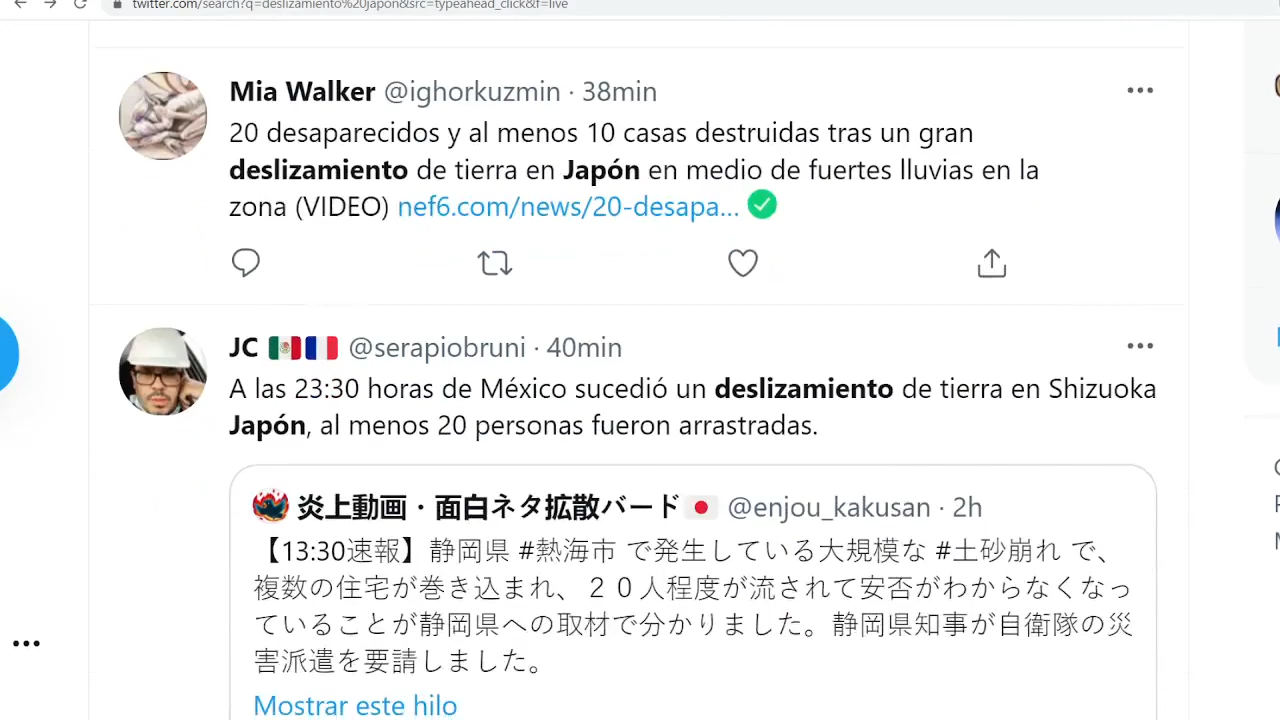 twitter.com/search?q=deslizamiento%20japon&src=typeahead_click&f=live
Mia Walker @ighorkuzmin · 38min
20 desaparecidos y al menos 10 casas destruidas tras un gran
deslizamiento de tierra en Japón en medio de fuertes lluvias en la
zona (VIDEO) nef6.com/news/20-desapa...
JC @serapiobruni · 40min
A las 23:30 horas de México sucedió un deslizamiento de tierra en Shizuoka
Japón, al menos 20 personas fueron arrastradas.
炎上動画・面白ネタ拡散バード @enjou_kakusan · 2h
【13:30速報】静岡県 #熱海市 で発生している大規模な #土砂崩れ で、
複数の住宅が巻き込まれ、２０人程度が流されて安否がわからなくなっ
ていることが静岡県への取材で分かりました。静岡県知事が自衛隊の災
害派遣を要請しました。
Mostrar este hilo